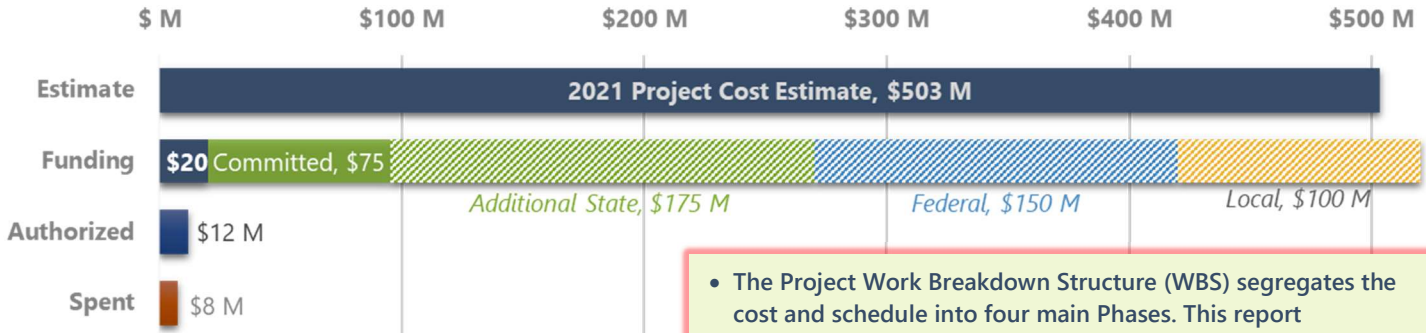 $ M $100 M $200 M $300 M $400 M $500 M
Estimate 2021 Project Cost Estimate, $503 M
Funding $20 Committed, $75
Additional State, $175 M Federal, $150 M Local, $100 M
Authorized $12 M
• The Project Work Breakdown Structure (WBS) segregates the
Spent $8 M
cost and schedule into four main Phases. This report